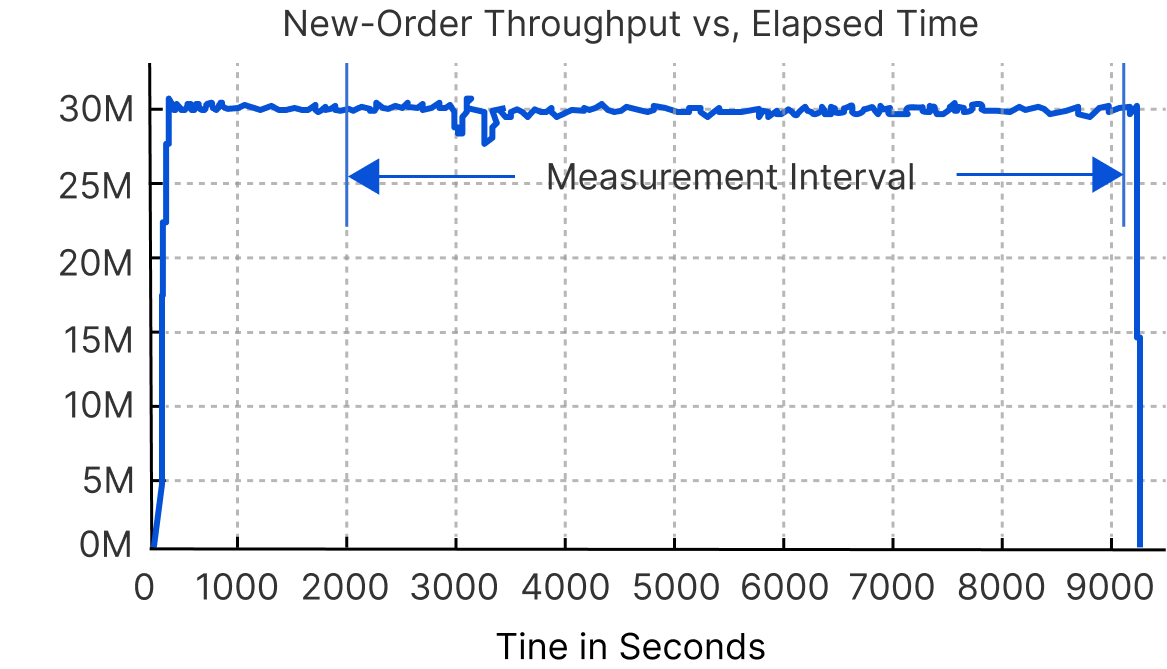 New-Order Throughput vs, Elapsed Time
30M
25M
20M
15M
10M
5M
0M
Measurement Interval
0 1000 2000 3000 4000 5000 6000 7000 8000 9000
Tine in Seconds